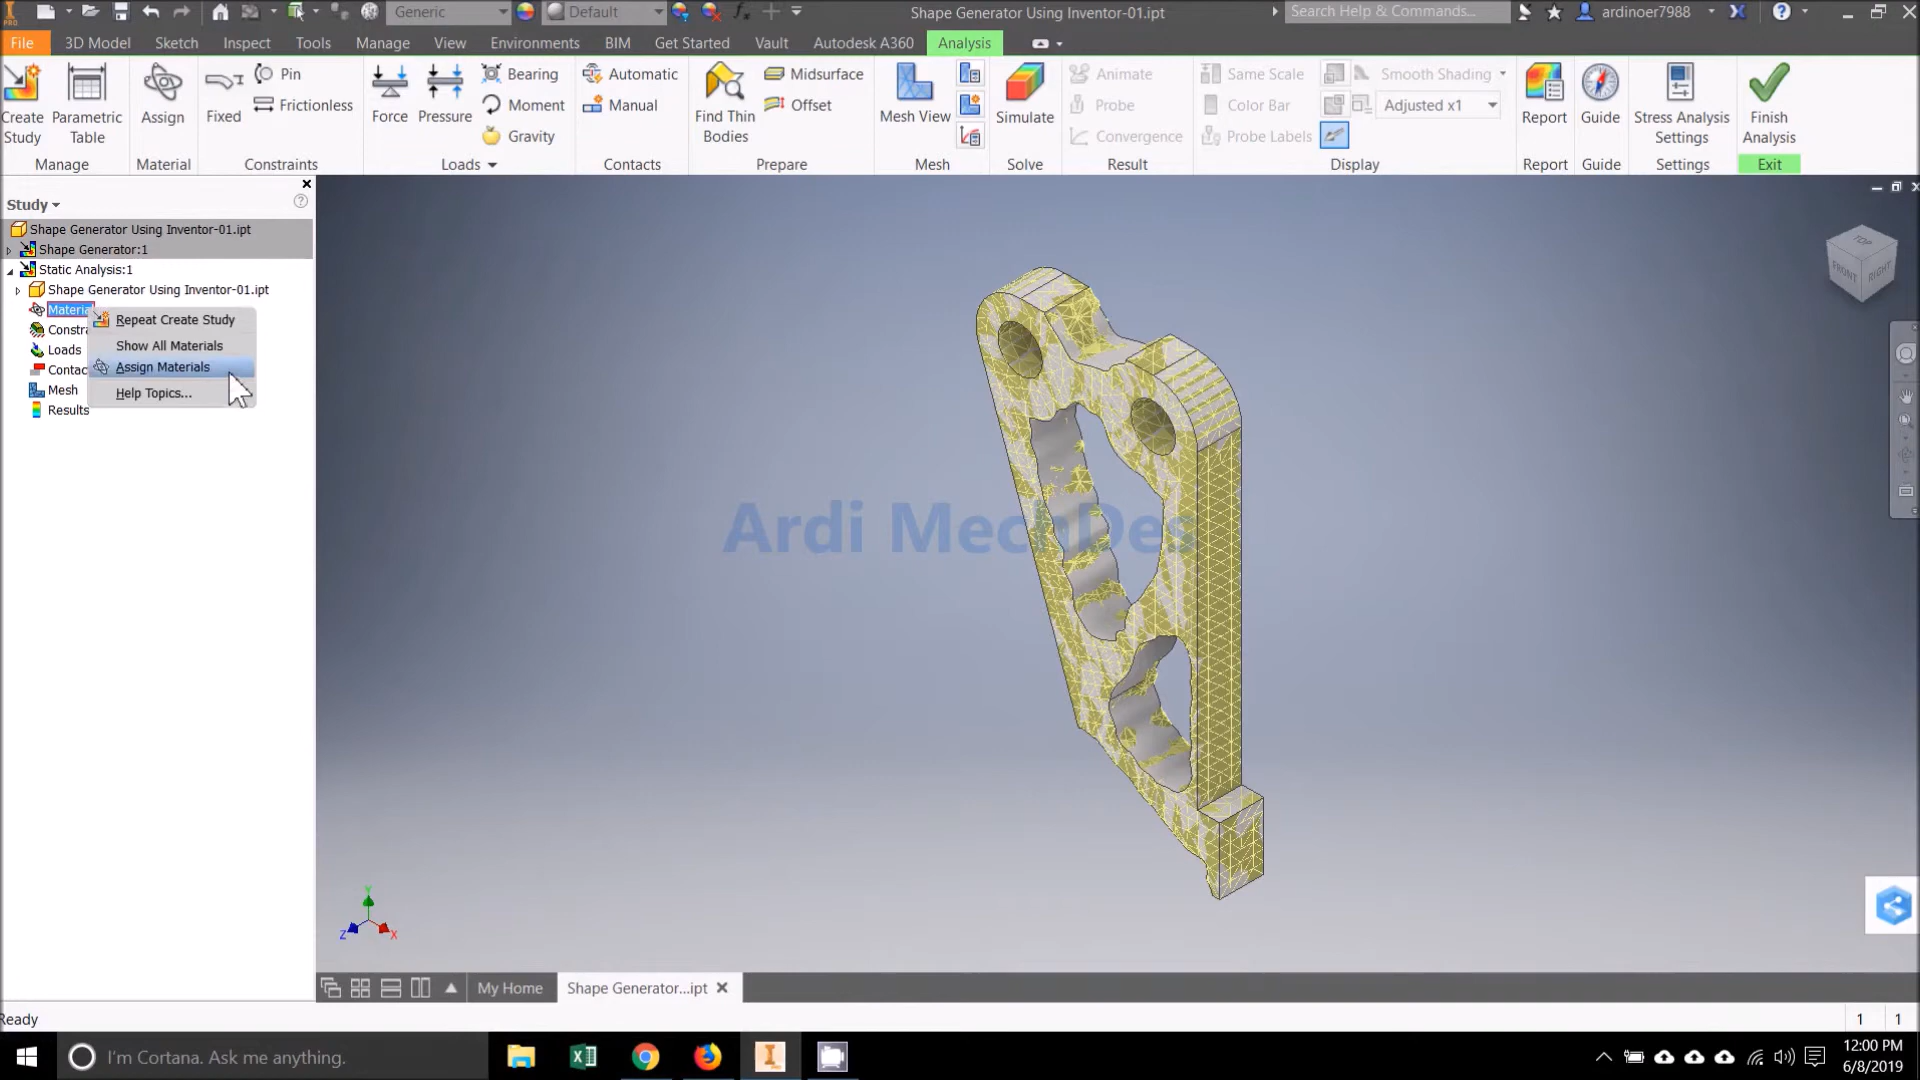 PRO
Generic
Default
Shape Generator Using Inventor-01.ipt
Search Help & Commands...
ardinoer7988
File
3D Model
Sketch
Inspect
Tools
Manage
View
Environments
BIM
Get Started
Vault
Autodesk A360
Analysis
Create
Study
Parametric
Table
Manage
Assign
Material
Fixed
Pin
Frictionless
Constraints
Force
Pressure
Bearing
Moment
Gravity
Loads
Automatic
Manual
Contacts
Find Thin
Bodies
Midsurface
Offset
Prepare
Mesh View
Mesh
Simulate
Solve
Animate
Probe
Convergence
Result
Same Scale
Color Bar
Probe Labels
Smooth Shading
Adjusted x1
Display
Report
Report
Guide
Guide
Stress Analysis
Settings
Settings
Finish
Analysis
Exit
Study
Shape Generator Using Inventor-01.ipt
Shape Generator:1
Static Analysis:1
Shape Generator Using Inventor-01.ipt
Materia
Constra
Loads
Contac
Mesh
Results
Repeat Create Study
Show All Materials
Assign Materials
Help Topics...
TOP
FRONT
RIGHT
Ardi MechDes
Y
Z
X
My Home
Shape Generator...ipt
Ready
1
1
I'm Cortana. Ask me anything.
12:00 PM
6/8/2019